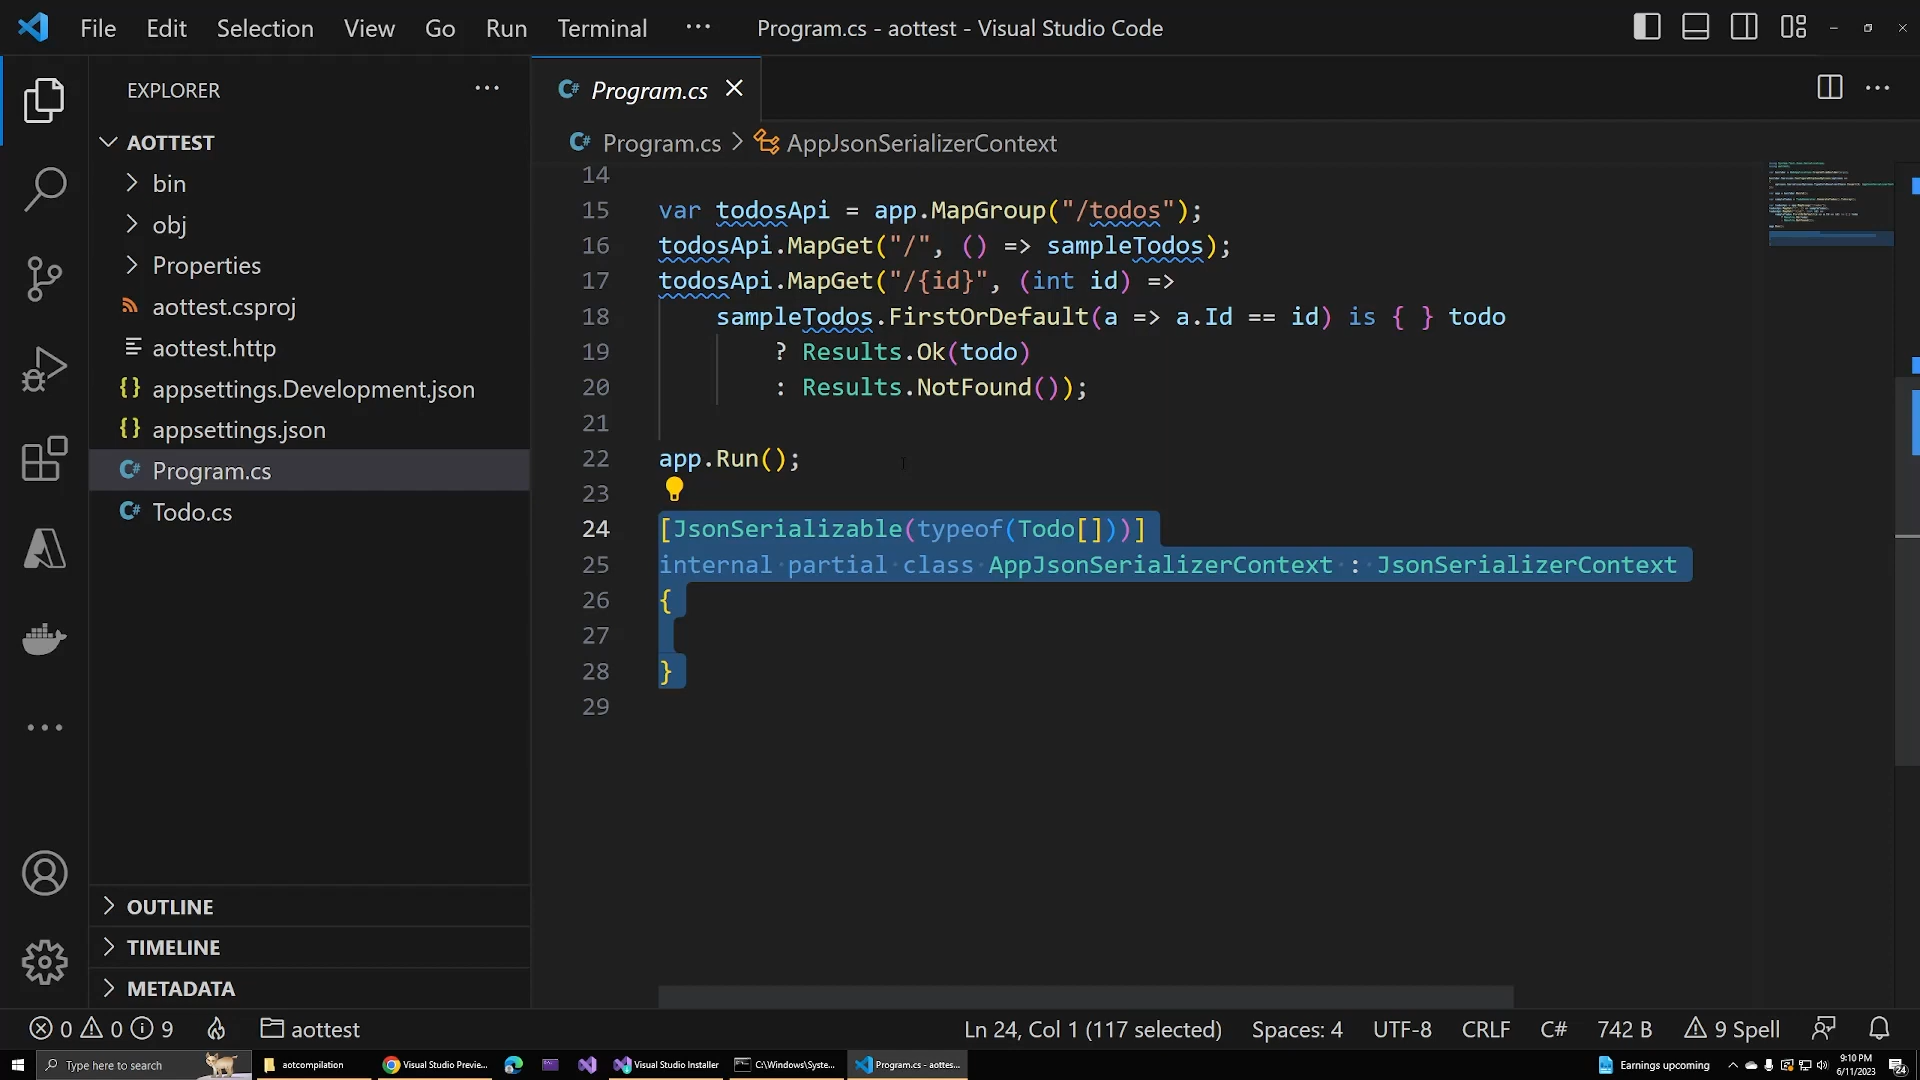 File Edit Selection View Go Run Terminal ··· Program.cs - aottest - Visual Studio Code
EXPLORER ···
AOTTEST
bin
obj
Properties
aottest.csproj
aottest.http
appsettings.Development.json
appsettings.json
Program.cs
Todo.cs
OUTLINE
TIMELINE
METADATA
C# Program.cs
C# Program.cs > AppJsonSerializerContext
14
15 var todosApi = app.MapGroup("/todos");
16 todosApi.MapGet("/", () => sampleTodos);
17 todosApi.MapGet("/{id}", (int id) =>
18 sampleTodos.FirstOrDefault(a => a.Id == id) is { } todo
19 ? Results.Ok(todo)
20 : Results.NotFound());
21
22 app.Run();
23
24 [JsonSerializable(typeof(Todo[]))]
25 internal partial class AppJsonSerializerContext : JsonSerializerContext
26 {
27
28 }
29
0 0 9 aottest Ln 24, Col 1 (117 selected) Spaces: 4 UTF-8 CRLF C# 742 B 9 Spell
Type here to search aotcompilation Visual Studio Previe... Visual Studio Installer C:\Windows\Syste... Program.cs - aottes... Earnings upcoming 9:10 PM
6/11/2023
24